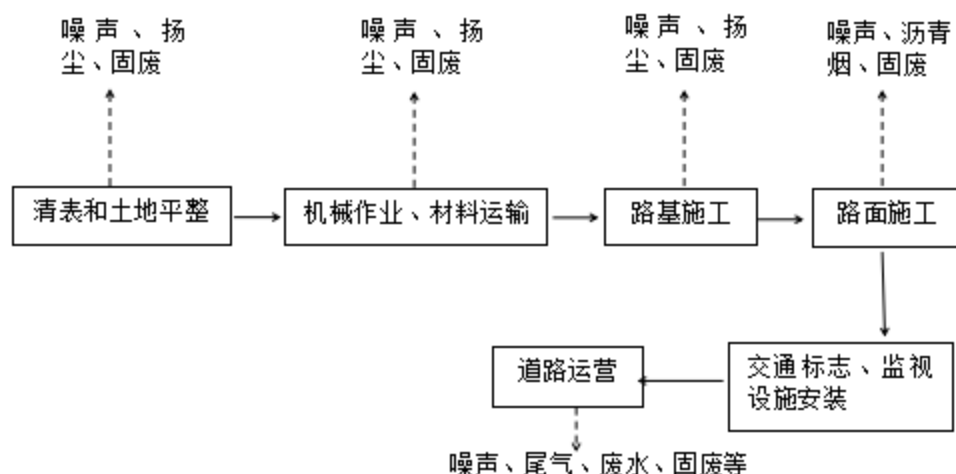 噪声、扬
尘、固废
噪声、扬
尘、固废
噪声、扬
尘、固废
噪声、沥青
烟、固废
清表和土地平整
机械作业、材料运输
路基施工
路面施工
交通标志、监视
设施安装
道路运营
噪声、尾气、废水、固废等